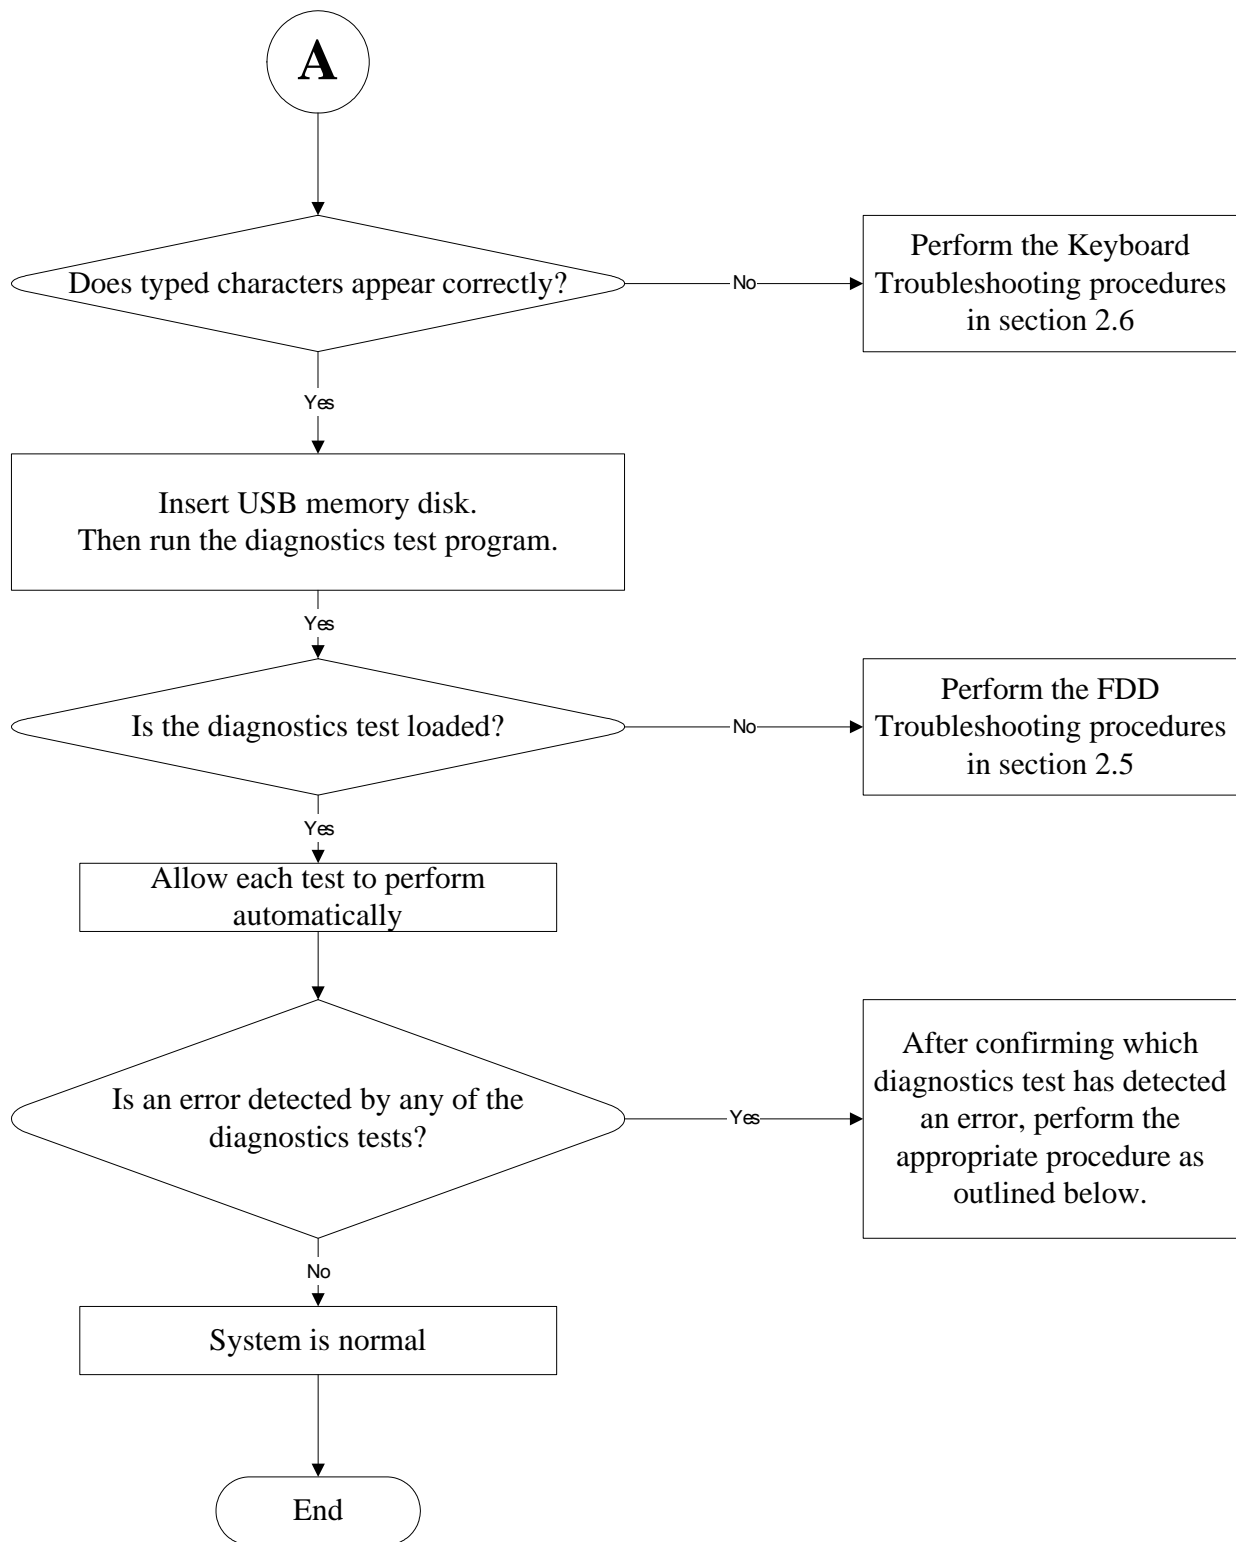 A
Does typed characters appear correctly?
No
Perform the Keyboard
Troubleshooting procedures
in section 2.6
Yes
Insert USB memory disk.
Then run the diagnostics test program.
Yes
Is the diagnostics test loaded?
No
Perform the FDD
Troubleshooting procedures
in section 2.5
Yes
Allow each test to perform
automatically
Is an error detected by any of the
diagnostics tests?
Yes
After confirming which
diagnostics test has detected
an error, perform the
appropriate procedure as
outlined below.
No
System is normal
End